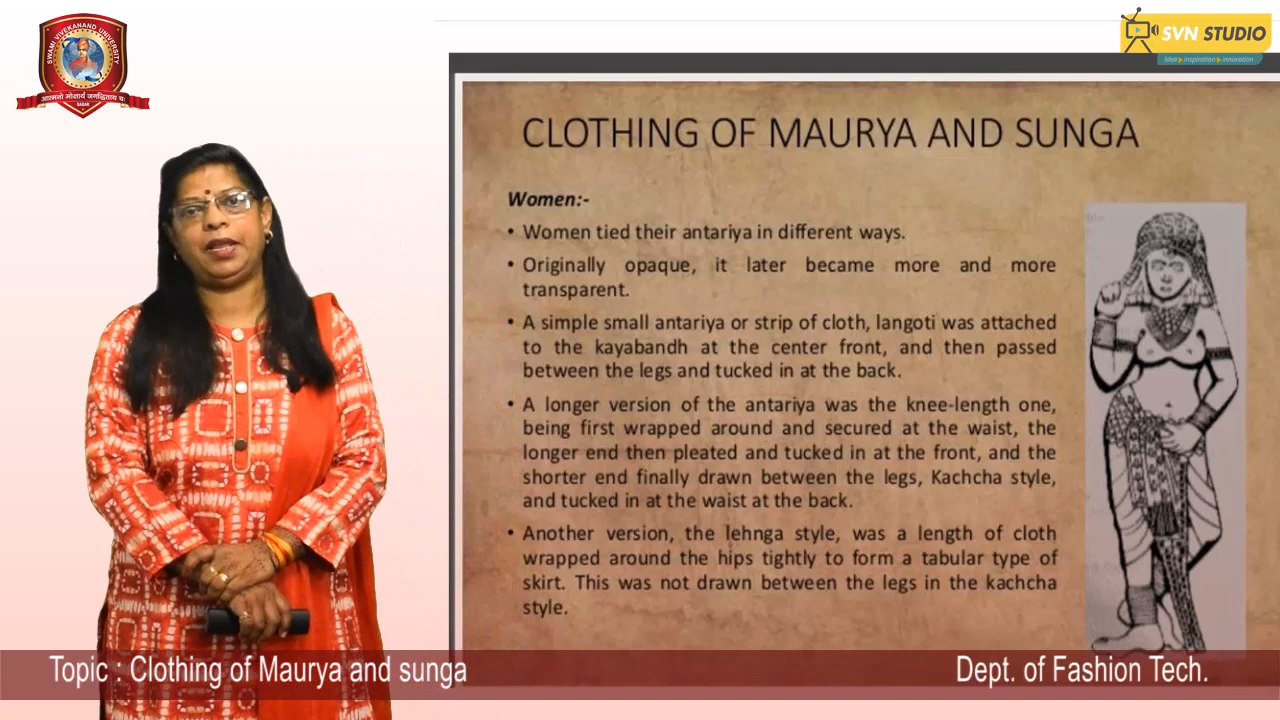 SWAMI VIVEKANAND UNIVERSITY
SAGAR
SVN STUDIO
idea inspiration innovation
CLOTHING OF MAURYA AND SUNGA
Women:-
• Women tied their antariya in different ways.
• Originally opaque, it later became more and more
transparent.
• A simple small antariya or strip of cloth, langoti was attached
to the kayabandh at the center front, and then passed
between the legs and tucked in at the back.
• A longer version of the antariya was the knee-length one,
being first wrapped around and secured at the waist, the
longer end then pleated and tucked in at the front, and the
shorter end finally drawn between the legs, Kachcha style,
and tucked in at the waist at the back.
• Another version, the lehnga style, was a length of cloth
wrapped around the hips tightly to form a tabular type of
skirt. This was not drawn between the legs in the kachcha
style.
Topic : Clothing of Maurya and sunga
Dept. of Fashion Tech.